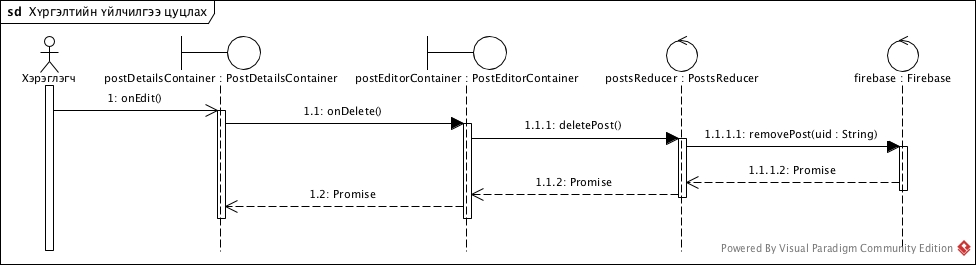 sd Хүргэлтийн үйлчилгээ цуцлах
Хэрэглэгч
postDetailsContainer : PostDetailsContainer
postEditorContainer : PostEditorContainer
postsReducer : PostsReducer
firebase : Firebase
1: onEdit()
1.1: onDelete()
1.1.1: deletePost()
1.1.1.1: removePost(uid : String)
1.1.1.2: Promise
1.1.2: Promise
1.2: Promise
Powered By Visual Paradigm Community Edition